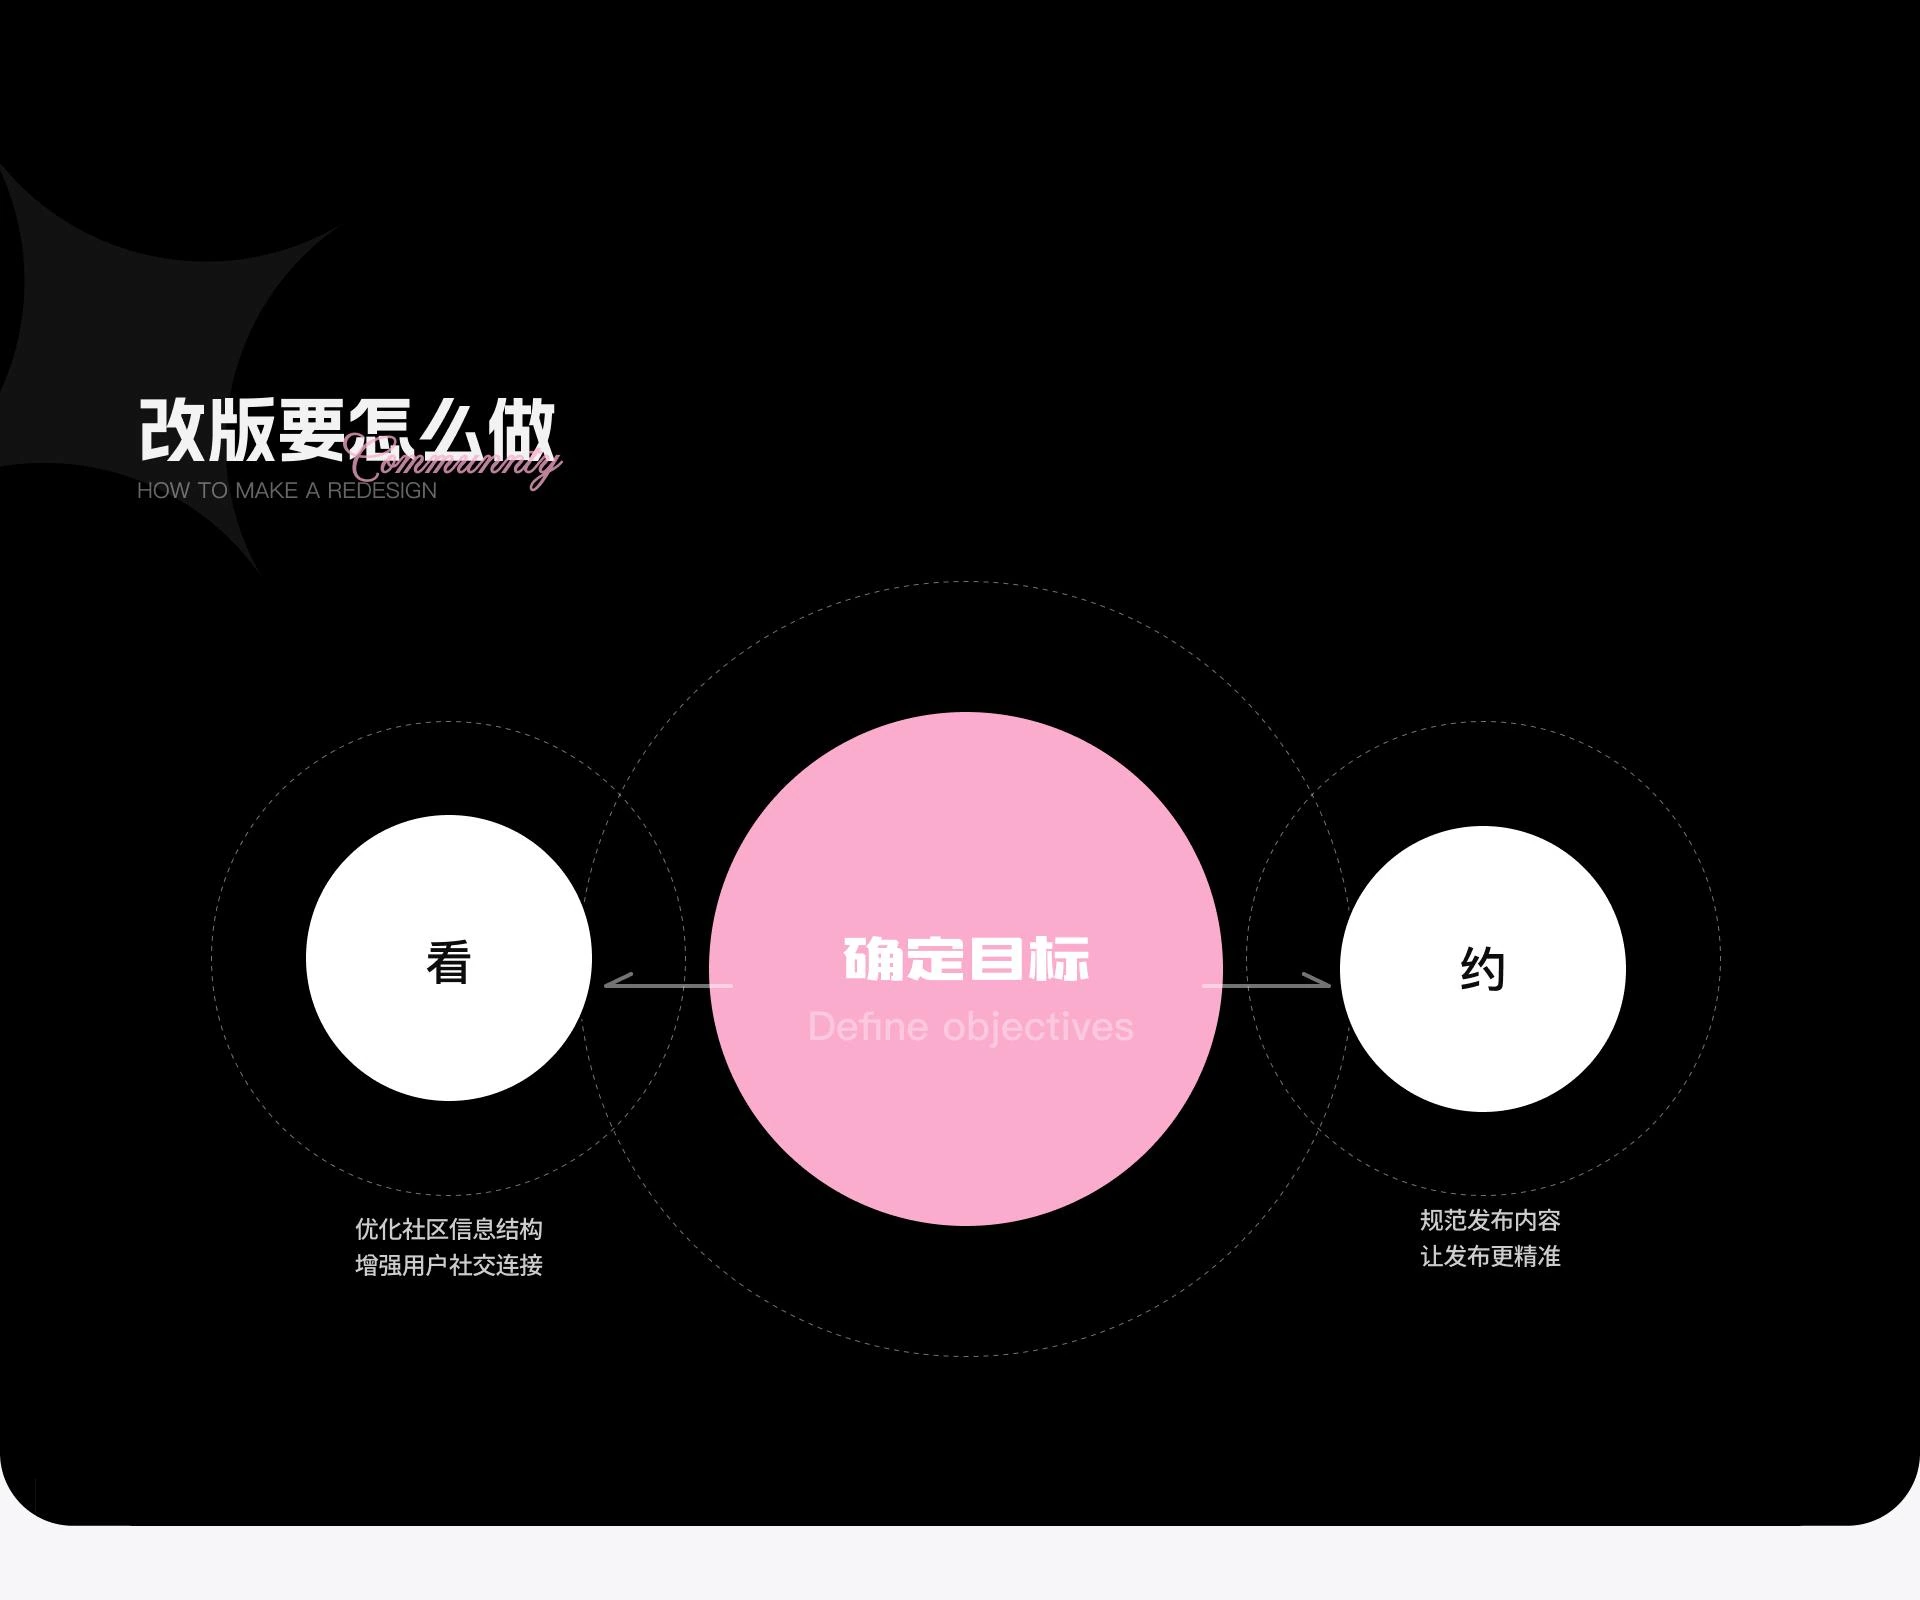 改版要怎么做
Communnity
HOW TO MAKE A REDESIGN
看
确定目标
Define objectives
约
优化社区信息结构
增强用户社交连接
规范发布内容
让发布更精准